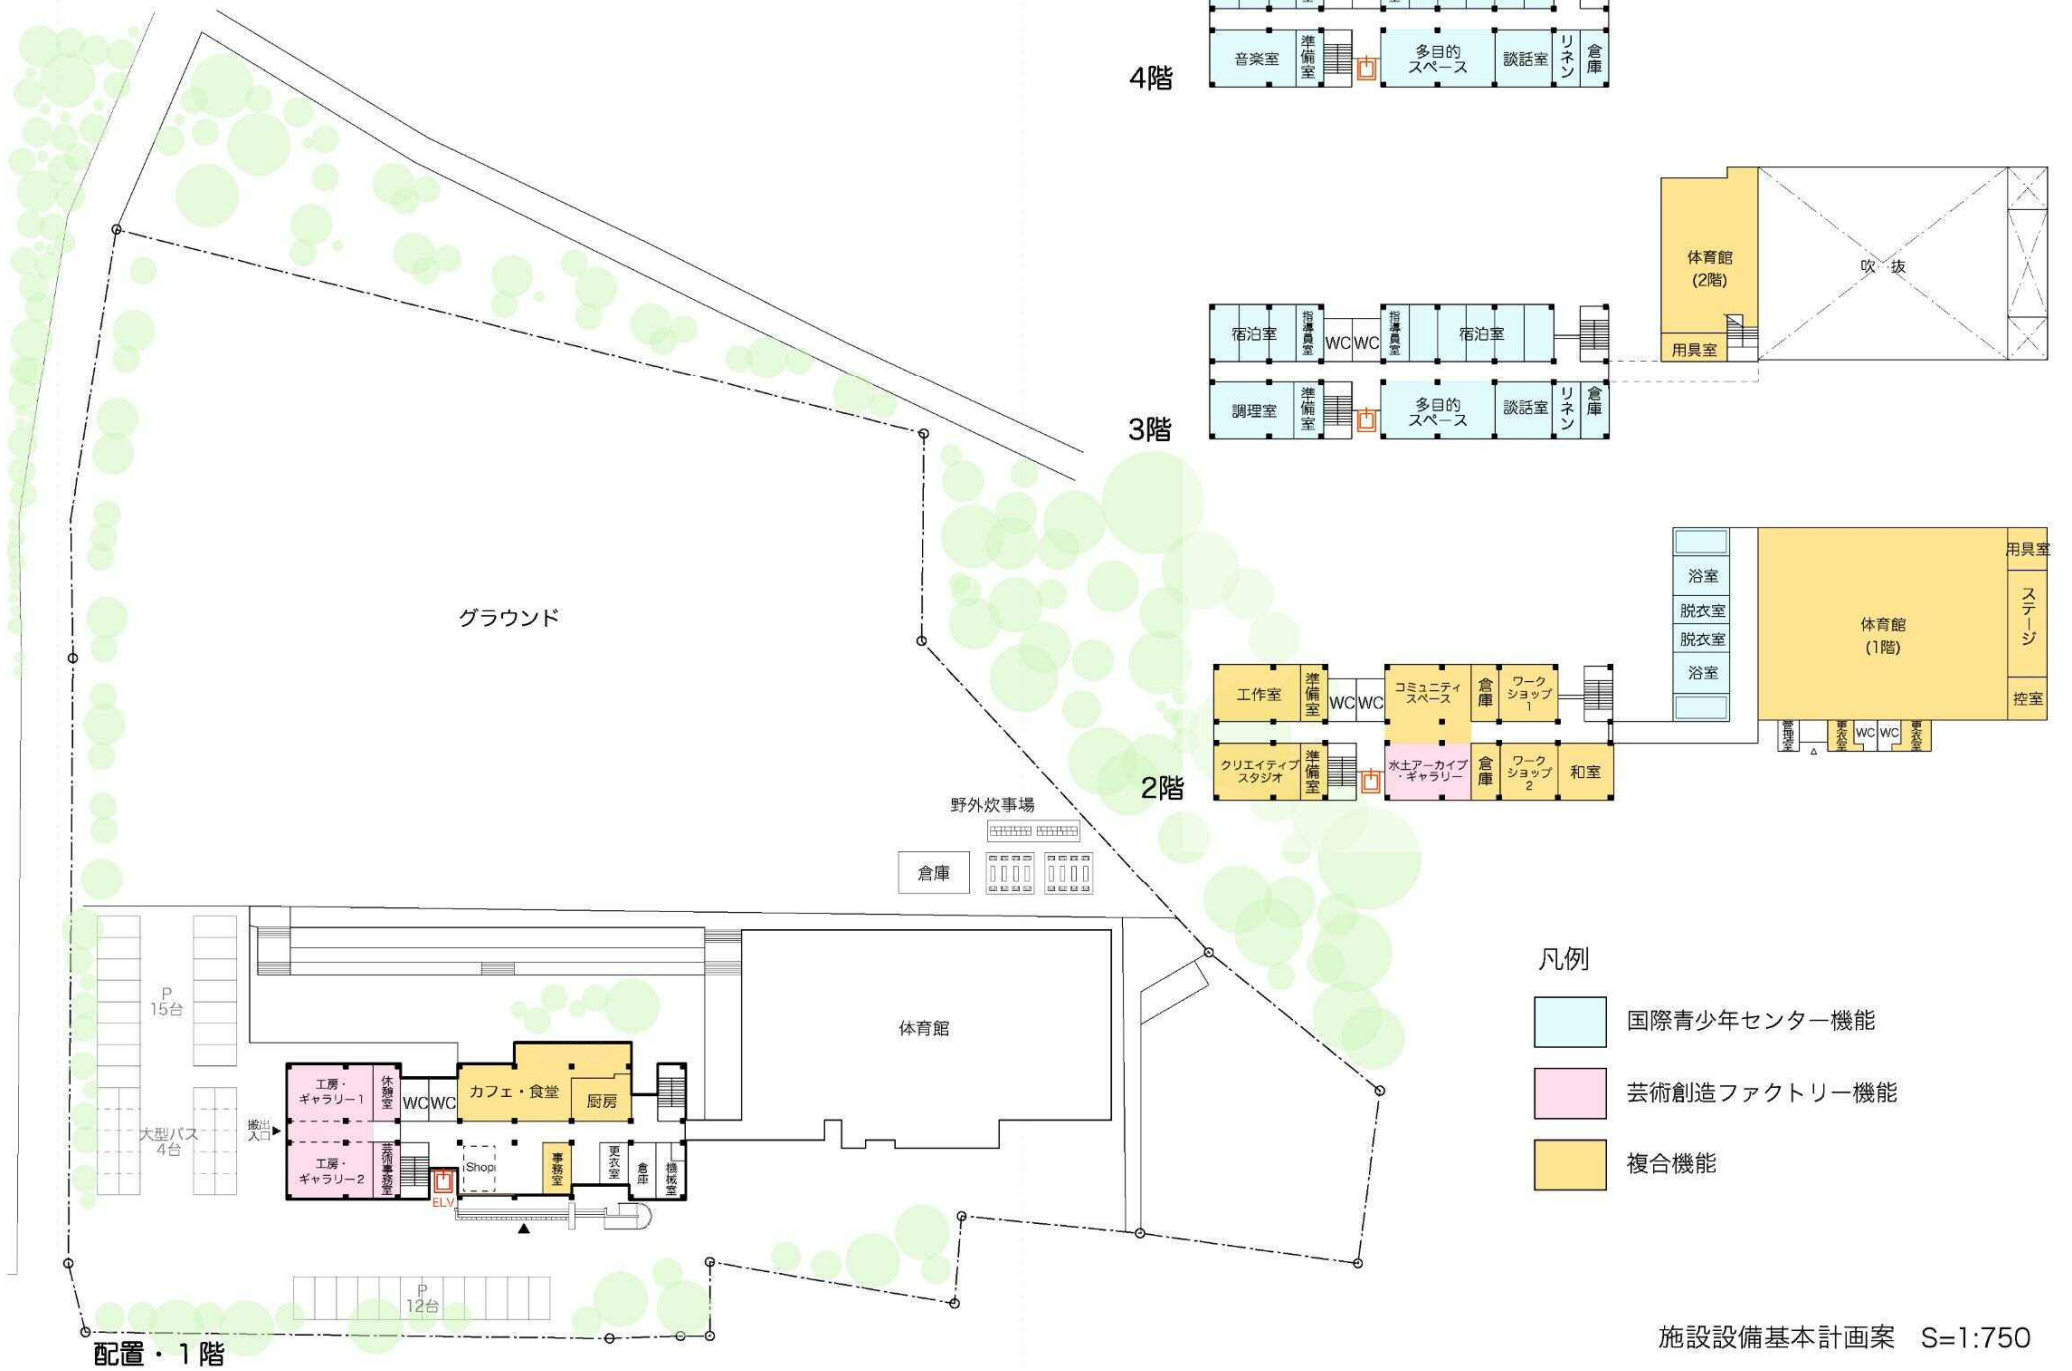 音楽室
準備室
多目的
スペース
談話室
リネン
倉庫
4階
体育館
(2階)
吹 抜
用具室
宿泊室
指導員室
WC
WC
指導員室
宿泊室
調理室
準備室
多目的
スペース
談話室
リネン
倉庫
3階
浴室
脱衣室
脱衣室
浴室
体育館
(1階)
用具室
ステージ
控室
管理室
更衣室
WC
WC
更衣室
工作室
準備室
WC
WC
コミュニティ
スペース
倉庫
ワーク
ショップ
1
クリエイティブ
スタジオ
準備室
水土アーカイブ
・ギャラリー
倉庫
ワーク
ショップ
2
和室
2階
グラウンド
野外炊事場
倉庫
P
15台
大型バス
4台
搬出
入口
工房・
ギャラリー1
休憩室
WC
WC
カフェ・食堂
厨房
体育館
工房・
ギャラリー2
芸術事務室
ELV
Shop
事務室
更衣室
倉庫
機械室
P
12台
配置・1階
凡例
国際青少年センター機能
芸術創造ファクトリー機能
複合機能
施設設備基本計画案 S=1:750